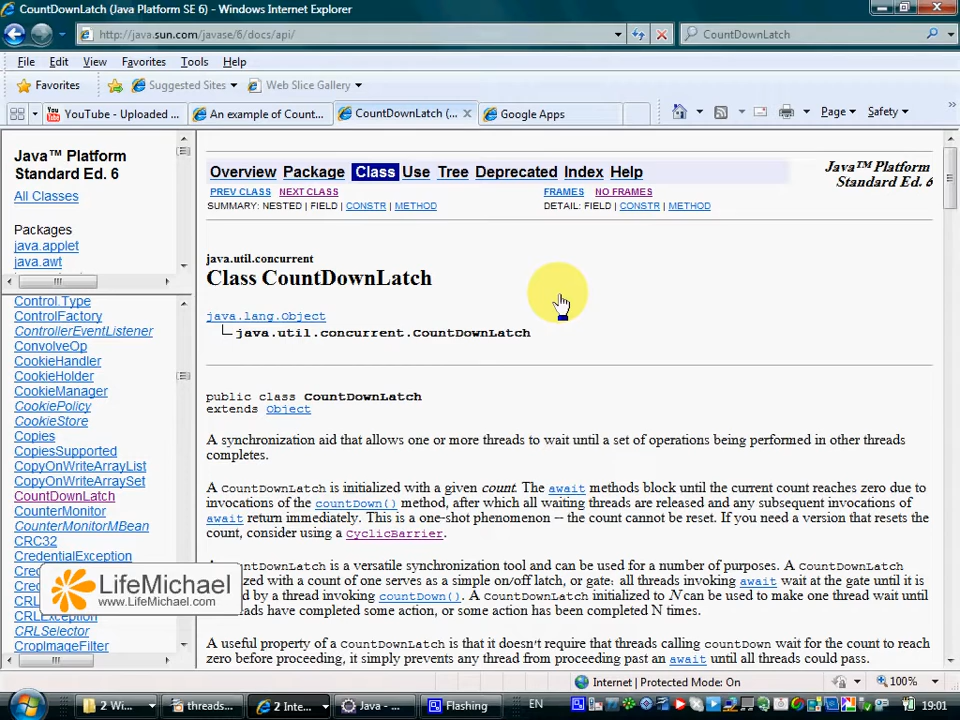 CountDownLatch (Java Platform SE 6) - Windows Internet Explorer
http://java.sun.com/javase/6/docs/api/
CountDownLatch
File Edit View Favorites Tools Help
Favorites Suggested Sites Web Slice Gallery
YouTube - Uploaded ... An example of Count... CountDownLatch (... Google Apps Page Safety
Java™ Platform
Standard Ed. 6
All Classes
Packages
java.applet
java.awt
Control.Type
ControlFactory
ControllerEventListener
ConvolveOp
CookieHandler
CookieHolder
CookieManager
CookiePolicy
CookieStore
Copies
CopiesSupported
CopyOnWriteArrayList
CopyOnWriteArraySet
CountDownLatch
CounterMonitor
CounterMonitorMBean
CRC32
CredentialException
CRLSelector
CropImageFilter
LifeMichael
www.LifeMichael.com
Overview Package Class Use Tree Deprecated Index Help
Java™ Platform
Standard Ed. 6
PREV CLASS NEXT CLASS FRAMES NO FRAMES
SUMMARY: NESTED | FIELD | CONSTR | METHOD DETAIL: FIELD | CONSTR | METHOD
java.util.concurrent
Class CountDownLatch
java.lang.Object
java.util.concurrent.CountDownLatch
public class CountDownLatch
extends Object
A synchronization aid that allows one or more threads to wait until a set of operations being performed in other threads
completes.
A CountDownLatch is initialized with a given count. The await methods block until the current count reaches zero due to
invocations of the countDown() method, after which all waiting threads are released and any subsequent invocations of
await return immediately. This is a one-shot phenomenon -- the count cannot be reset. If you need a version that resets the
count, consider using a CyclicBarrier.
A CountDownLatch is a versatile synchronization tool and can be used for a number of purposes. A CountDownLatch
with a count of one serves as a simple on/off latch, or gate: all threads invoking await wait at the gate until it is
by a thread invoking countDown(). A CountDownLatch initialized to N can be used to make one thread wait until
have completed some action, or some action has been completed N times.
A useful property of a CountDownLatch is that it doesn't require that threads calling countDown wait for the count to reach
zero before proceeding, it simply prevents any thread from proceeding past an await until all threads could pass.
Internet | Protected Mode: On 100%
2 Wi... threads... 2 Inte... Java - ... Flashing EN 19:01